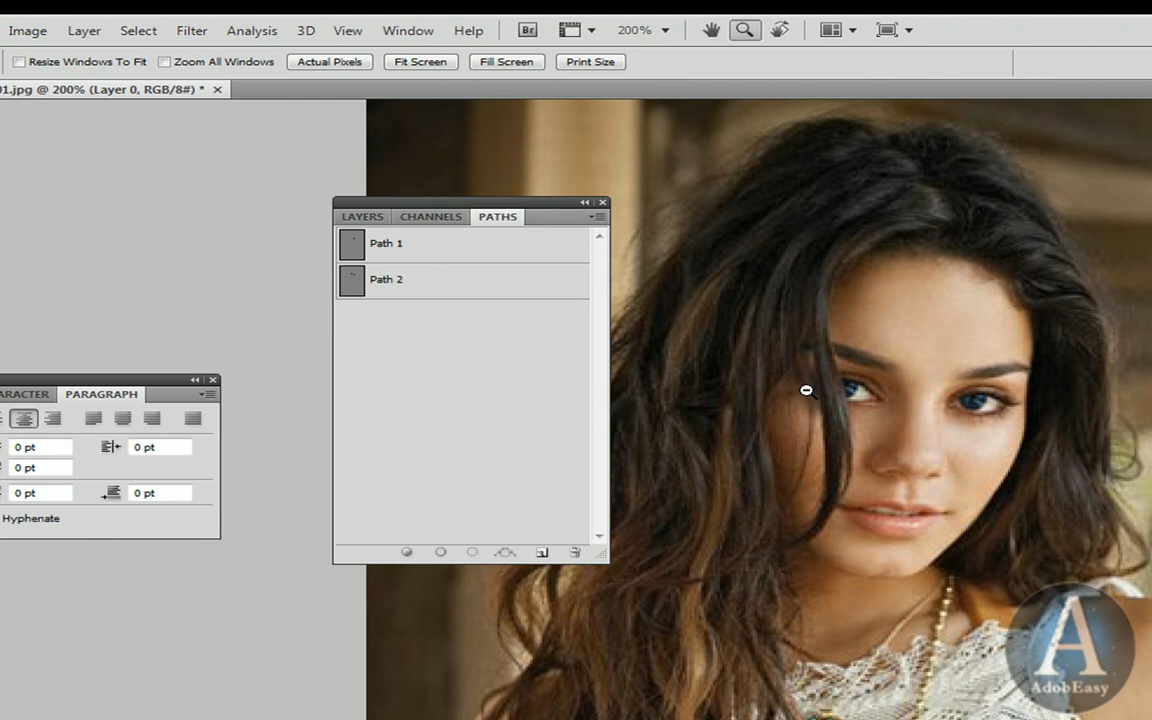 Image Layer Select Filter Analysis 3D View Window Help Br 200%
Resize Windows To Fit Zoom All Windows Actual Pixels Fit Screen Fill Screen Print Size
01.jpg @ 200% (Layer 0, RGB/8#) *
LAYERS CHANNELS PATHS
Path 1
Path 2
PARAGRAPH
0 pt 0 pt
0 pt
0 pt 0 pt
Hyphenate
A
AdobEasy